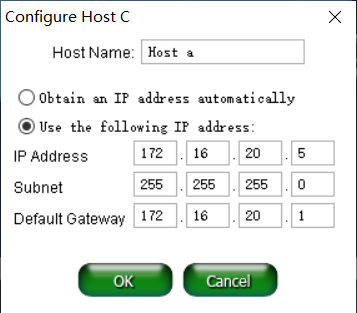 Configure Host C
Host Name: Host a
Obtain an IP address automatically
Use the following IP address:
IP Address 172 . 16 . 20 . 5
Subnet 255 . 255 . 255 . 0
Default Gateway 172 . 16 . 20 . 1
OK Cancel